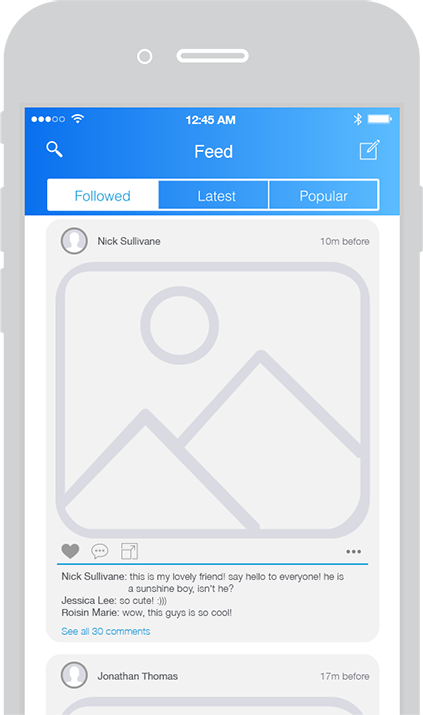 12:45 AM
Feed
Followed Latest Popular
Nick Sullivane 10m before
Nick Sullivane: this is my lovely friend! say hello to everyone! he is
a sunshine boy, isn't he?
Jessica Lee: so cute! :)))
Roisin Marie: wow, this guys is so cool!
See all 30 comments
Jonathan Thomas 17m before